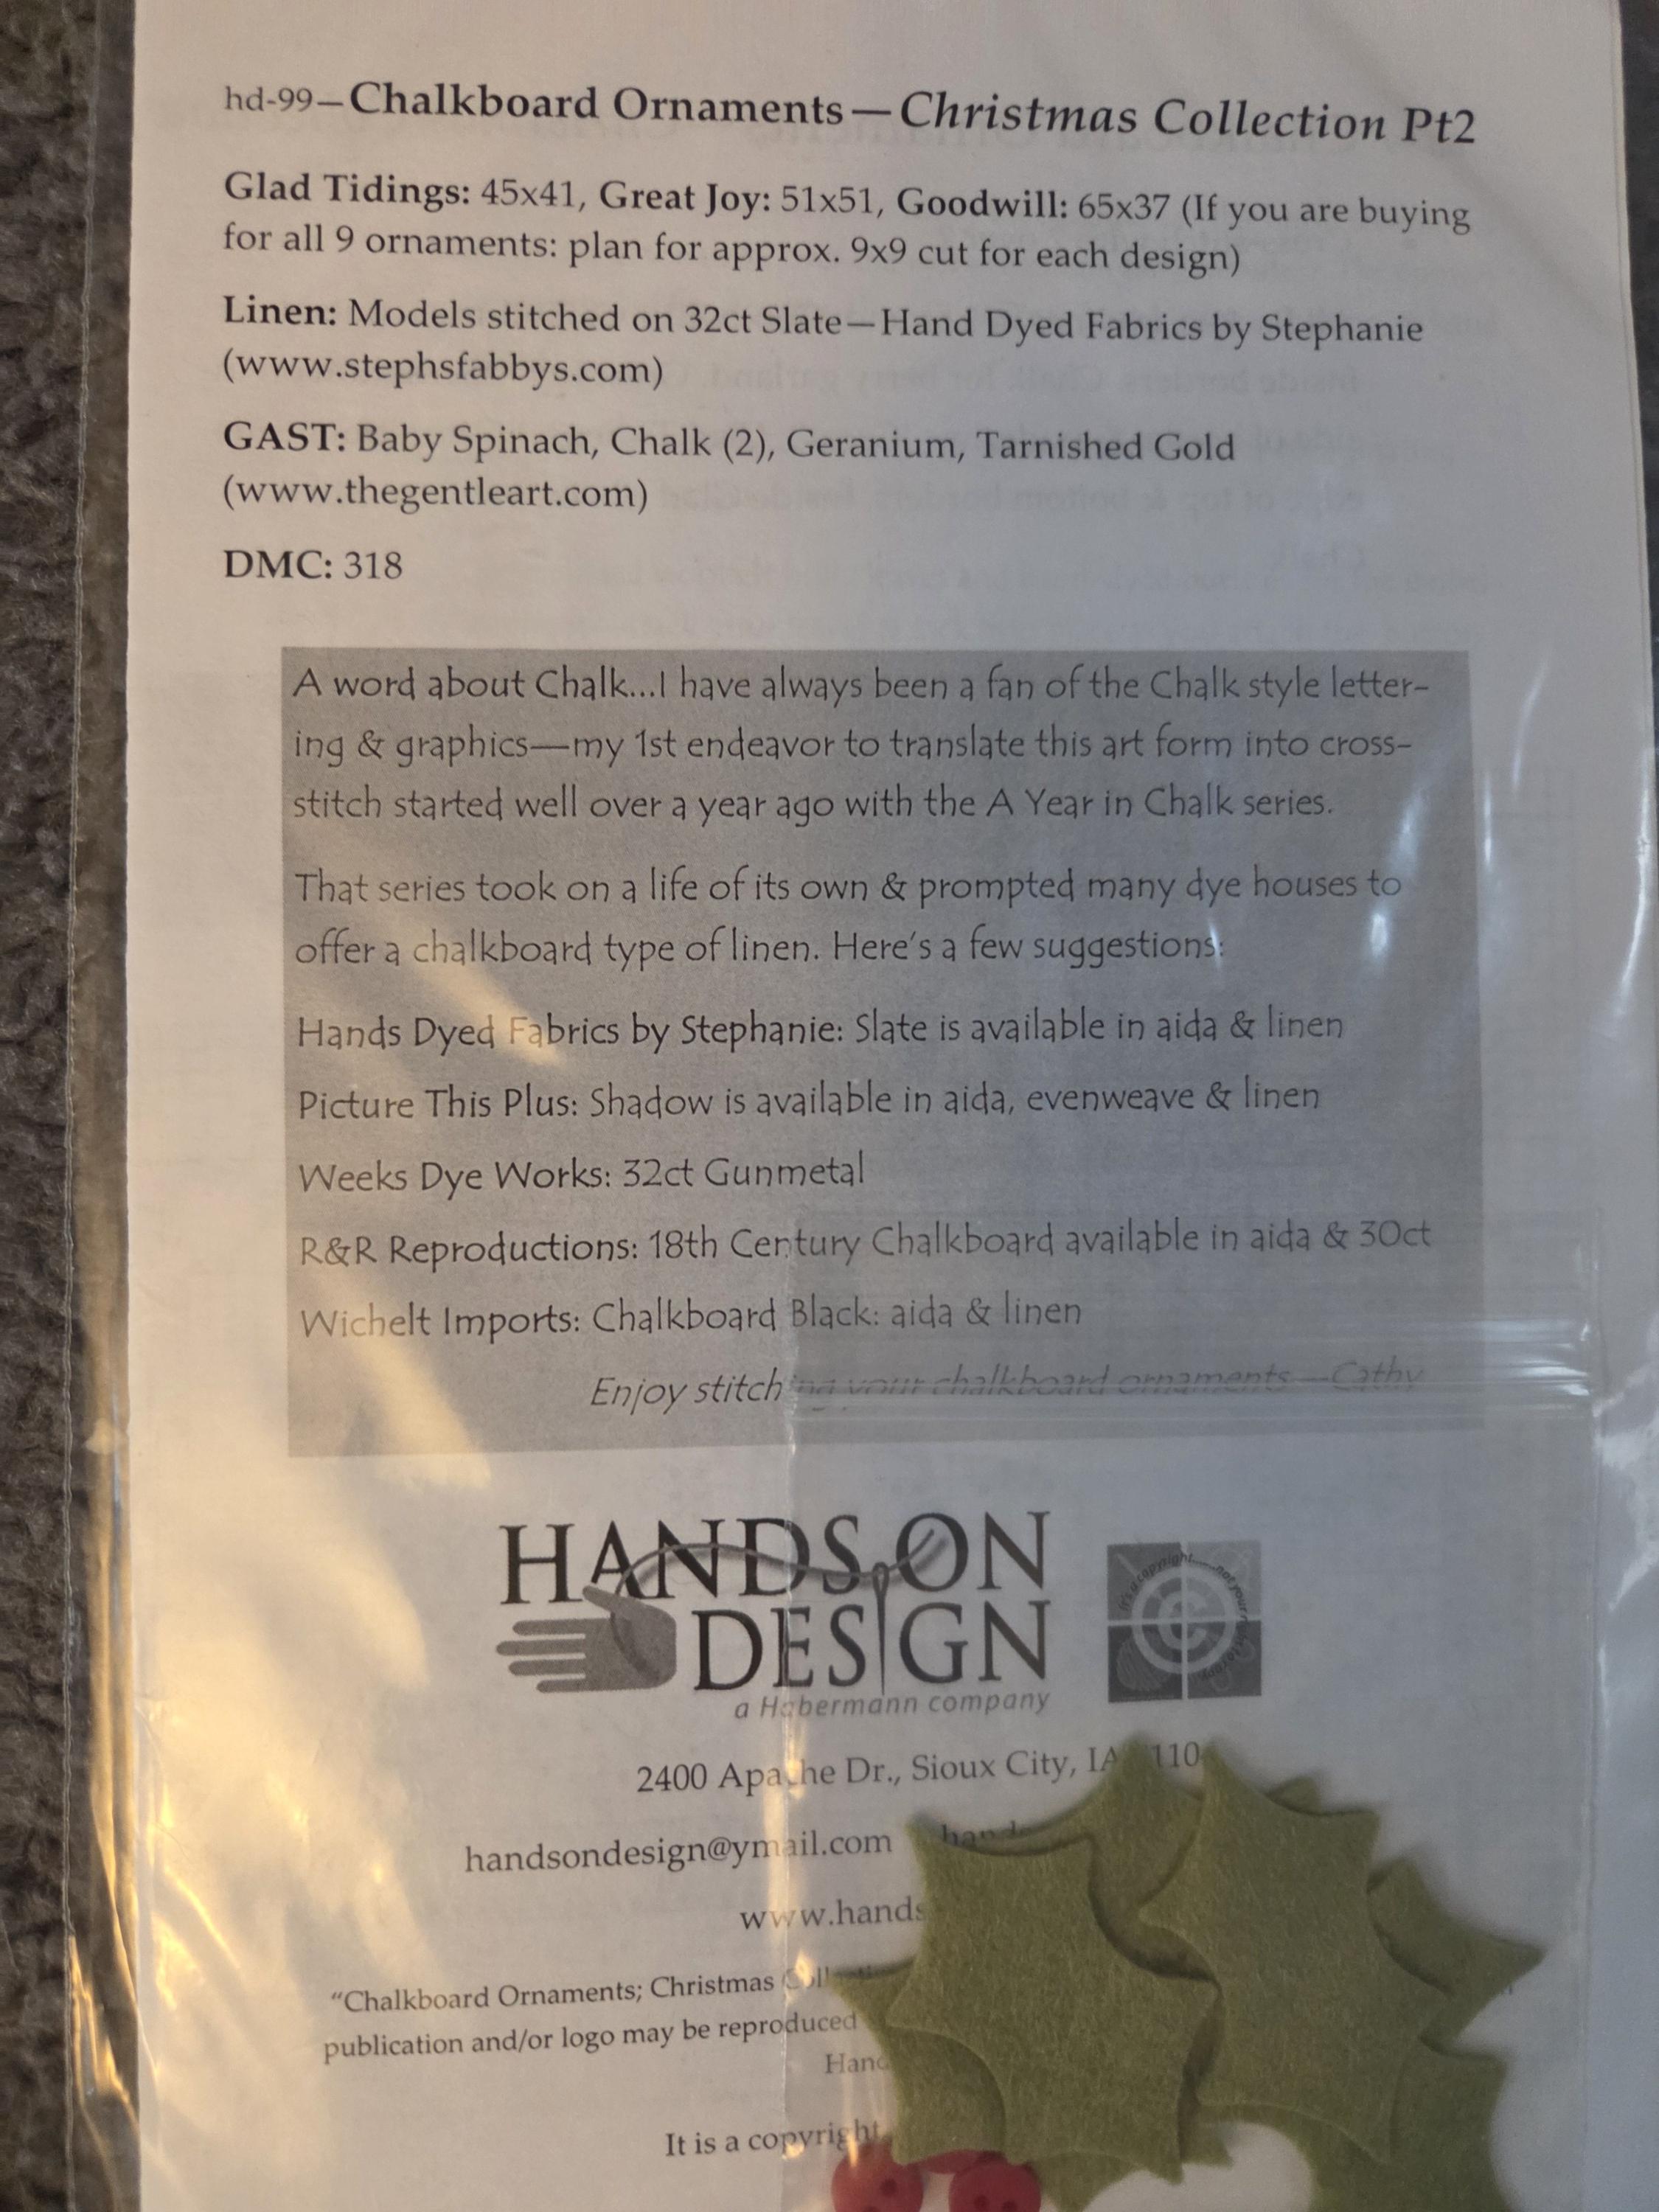 hd-99—Chalkboard Ornaments—Christmas Collection Pt2
Glad Tidings: 45x41, Great Joy: 51x51, Goodwill: 65x37 (If you are buying
for all 9 ornaments: plan for approx. 9x9 cut for each design)
Linen: Models stitched on 32ct Slate—Hand Dyed Fabrics by Stephanie
(www.stephsfabbys.com)
GAST: Baby Spinach, Chalk (2), Geranium, Tarnished Gold
(www.thegentleart.com)
DMC: 318
A word about Chalk...I have always been a fan of the Chalk style letter-
ing & graphics—my 1st endeavor to translate this art form into cross-
stitch started well over a year ago with the A Year in Chalk series.
That series took on a life of its own & prompted many dye houses to
offer a chalkboard type of linen. Here's a few suggestions:
Hands Dyed Fabrics by Stephanie: Slate is available in aida & linen
Picture This Plus: Shadow is available in aida, evenweave & linen
Weeks Dye Works: 32ct Gunmetal
R&R Reproductions: 18th Century Chalkboard available in aida & 30ct
Wichelt Imports: Chalkboard Black: aida & linen
Enjoy stitching your chalkboard ornaments—Cathy
HANDS ON
DESIGN
a Habermann company
2400 Apache Dr., Sioux City, IA 110
handsondesign@ymail.com
www.hands
"Chalkboard Ornaments; Christmas
publication and/or logo may be reproduced
Hand
It is a copyright